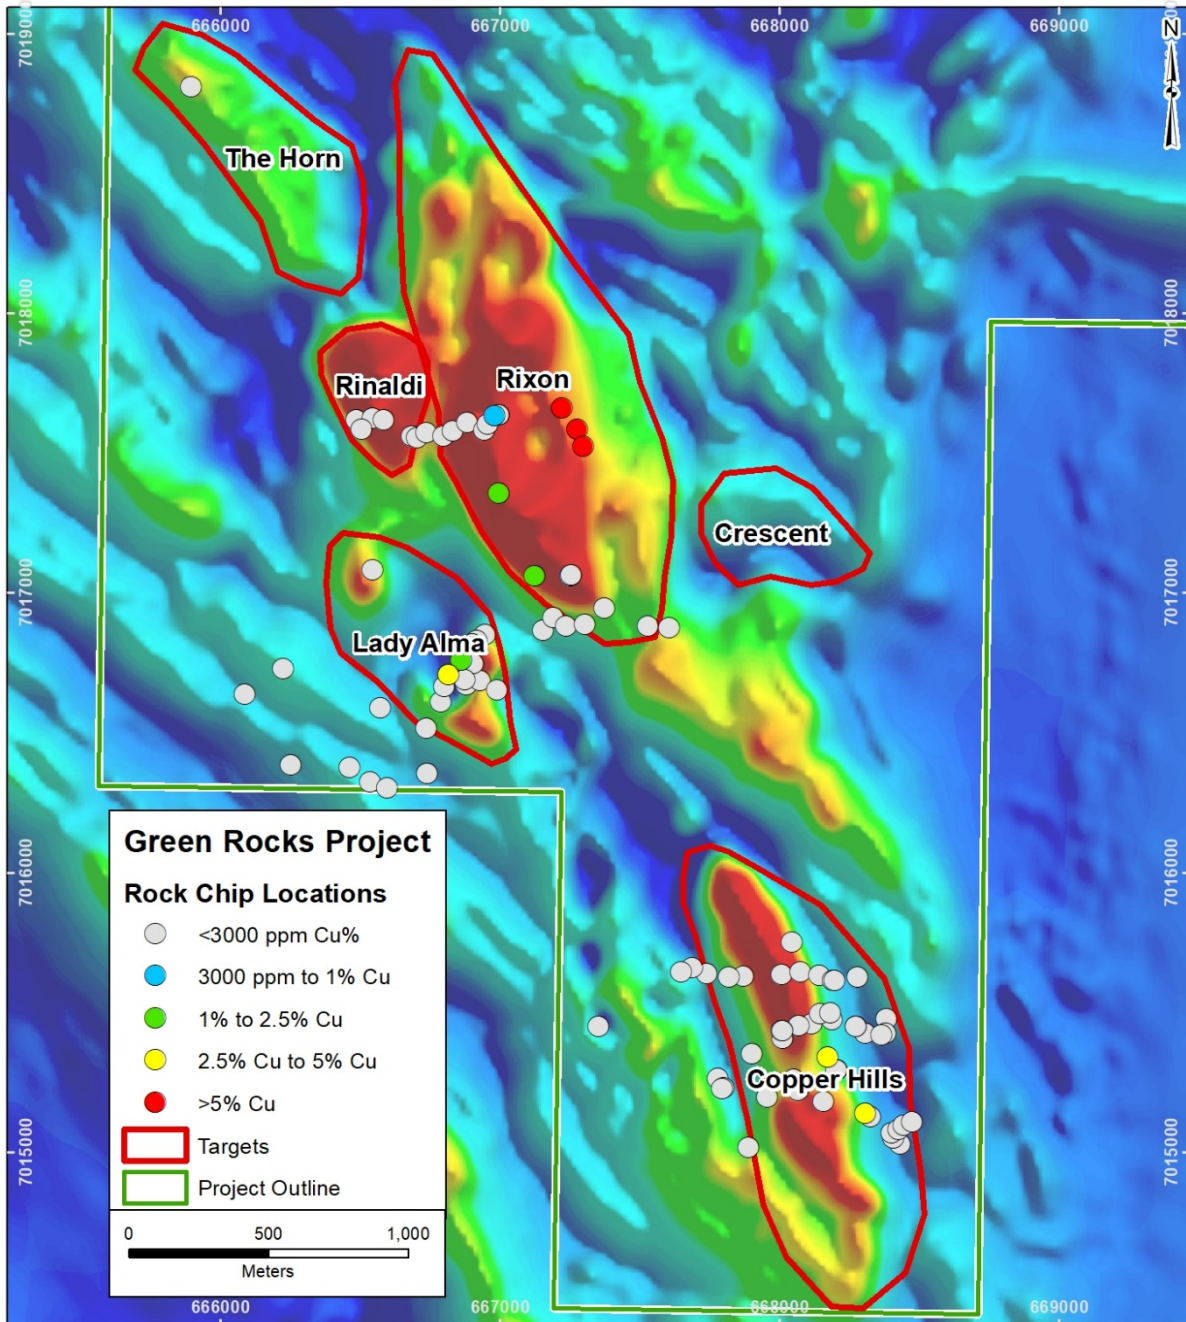 666000
667000
668000
669000
7019000
7019000
N
The Horn
7018000
7018000
Rinaldi
Rixon
Crescent
7017000
7017000
Lady Alma
7016000
7016000
Green Rocks Project
Rock Chip Locations
<3000 ppm Cu%
3000 ppm to 1% Cu
1% to 2.5% Cu
2.5% Cu to 5% Cu
>5% Cu
Targets
Project Outline
0 500 1,000
Meters
Copper Hills
7015000
7015000
666000
667000
668000
669000